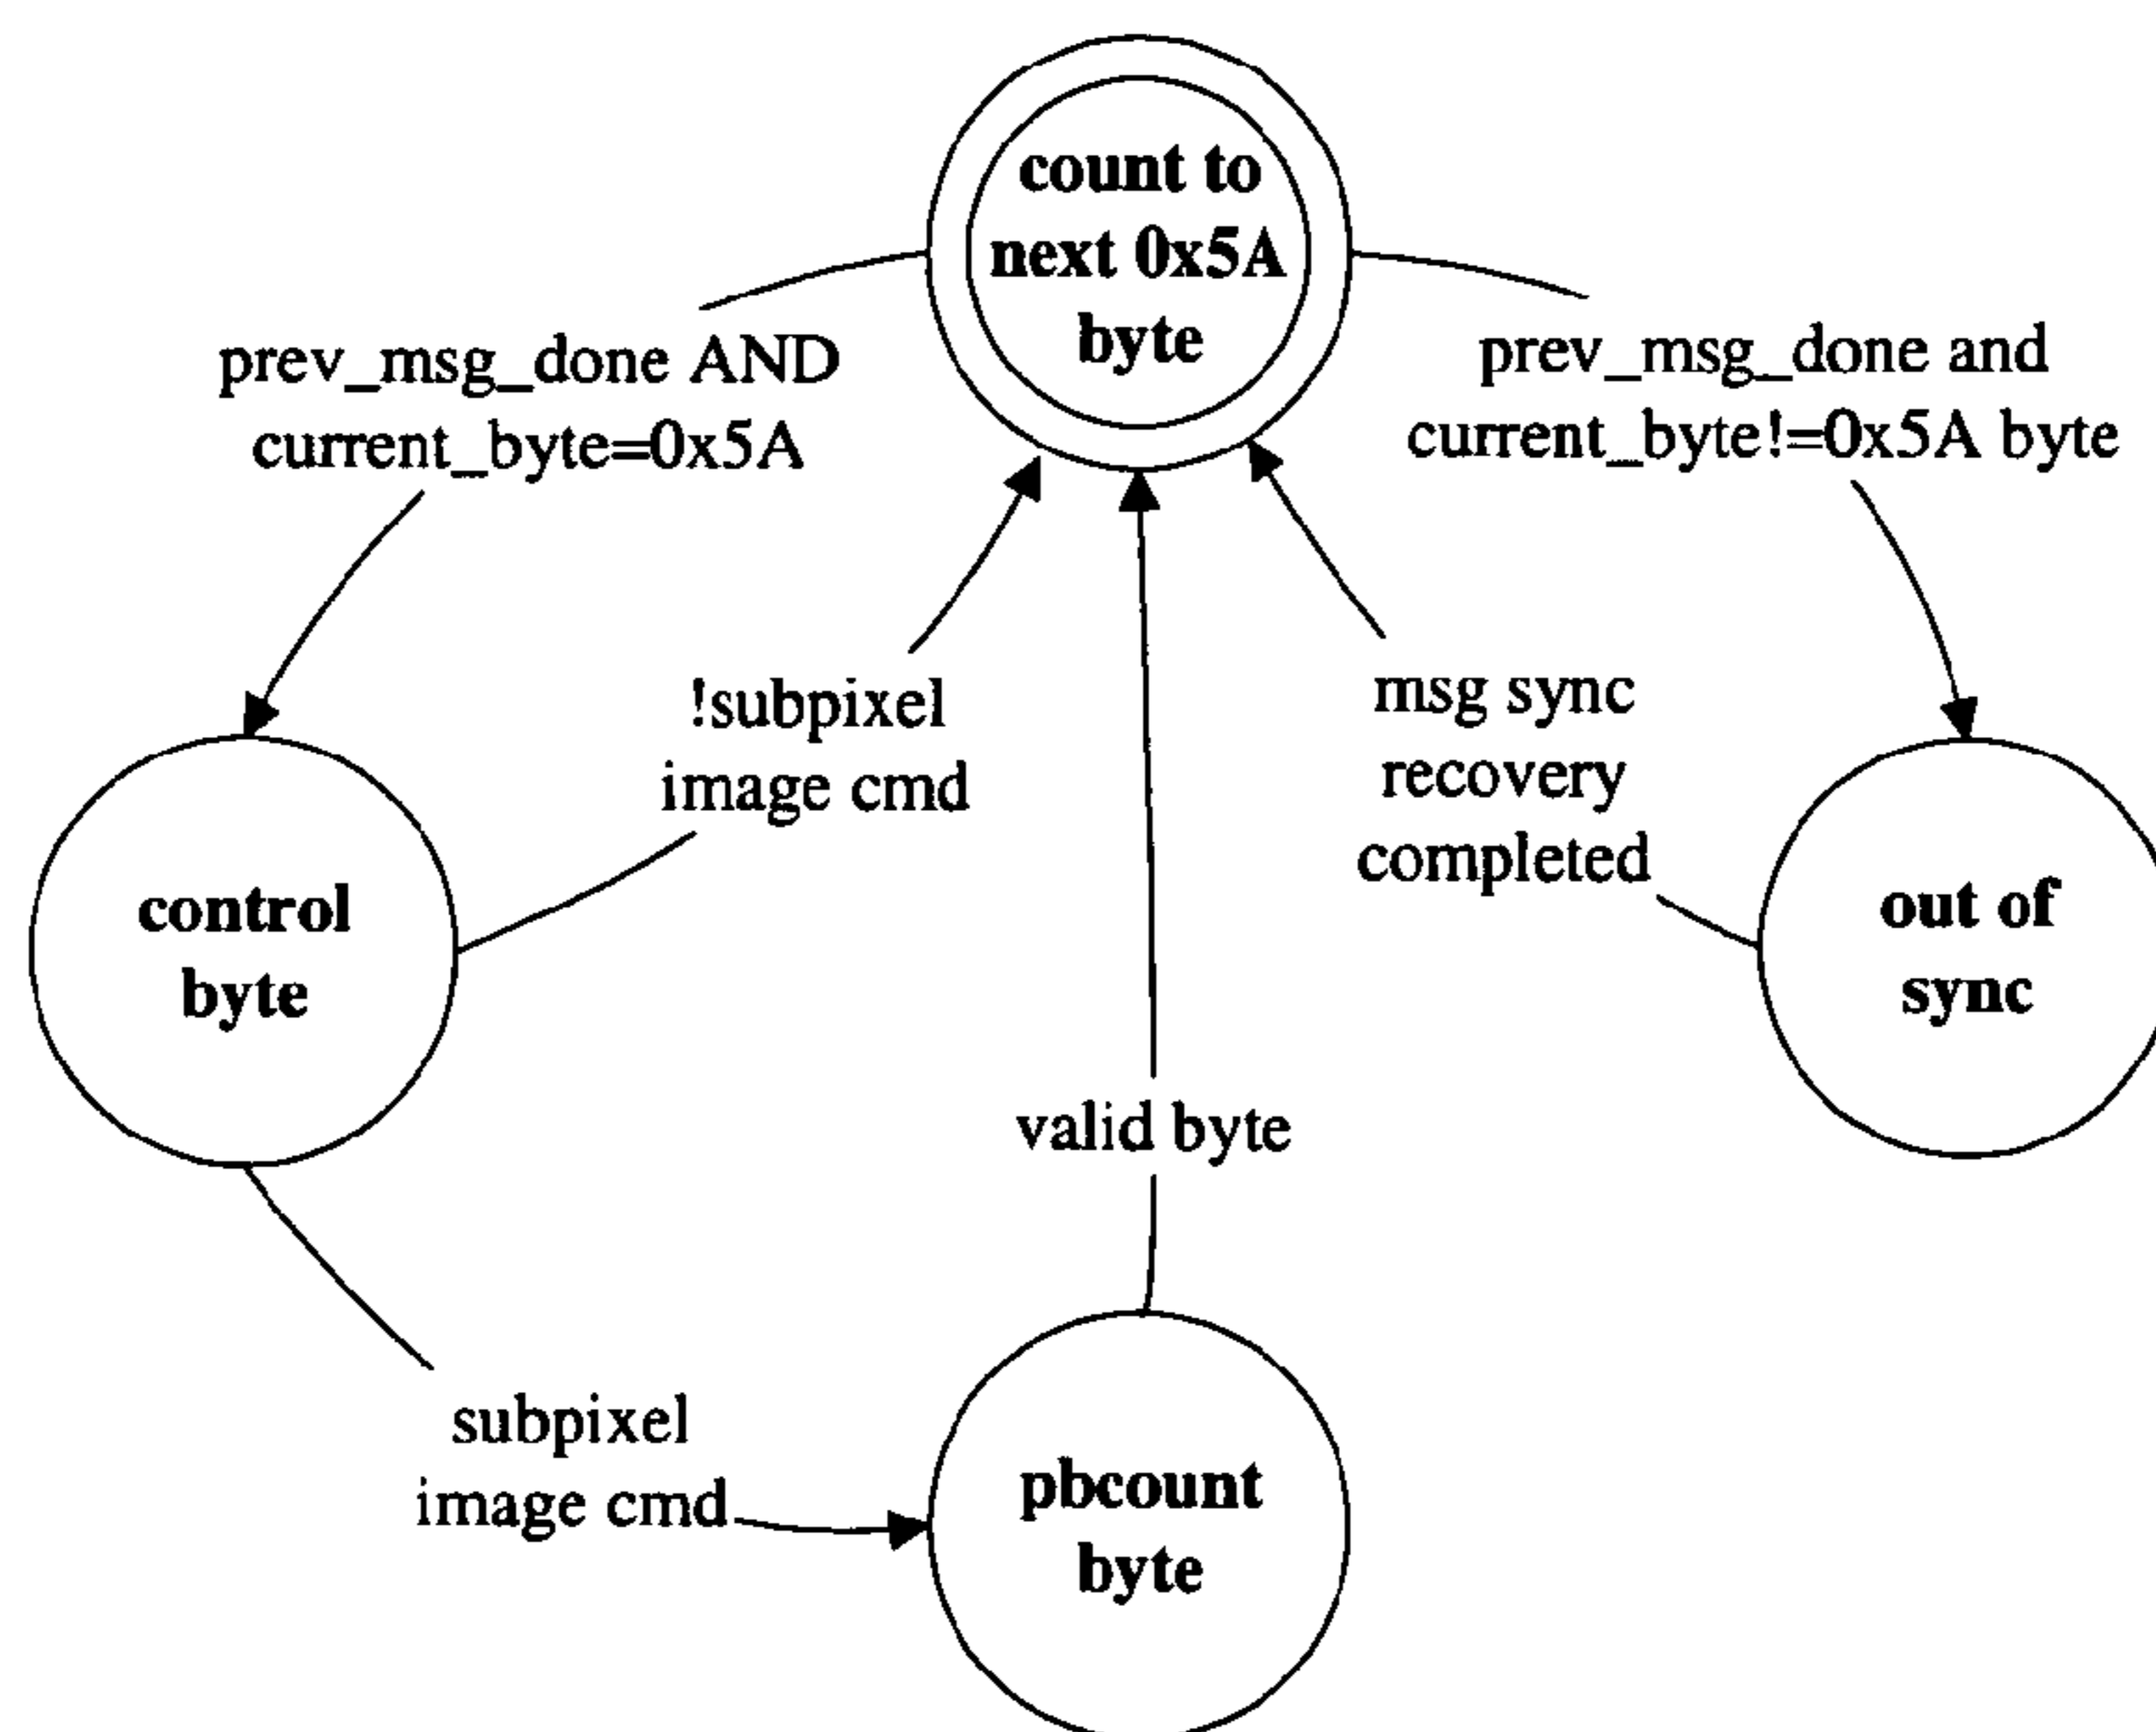 count to
next 0x5A
byte
prev_msg_done AND
current_byte=0x5A
prev_msg_done and
current_byte!=0x5A byte
!subpixel
image cmd
msg sync
recovery
completed
control
byte
out of
sync
valid byte
subpixel
image cmd
pbcount
byte